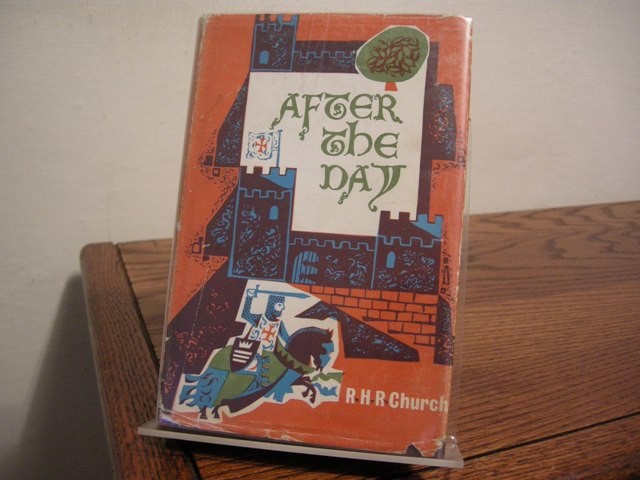 AFTER
the
DAY
R·H·R Church